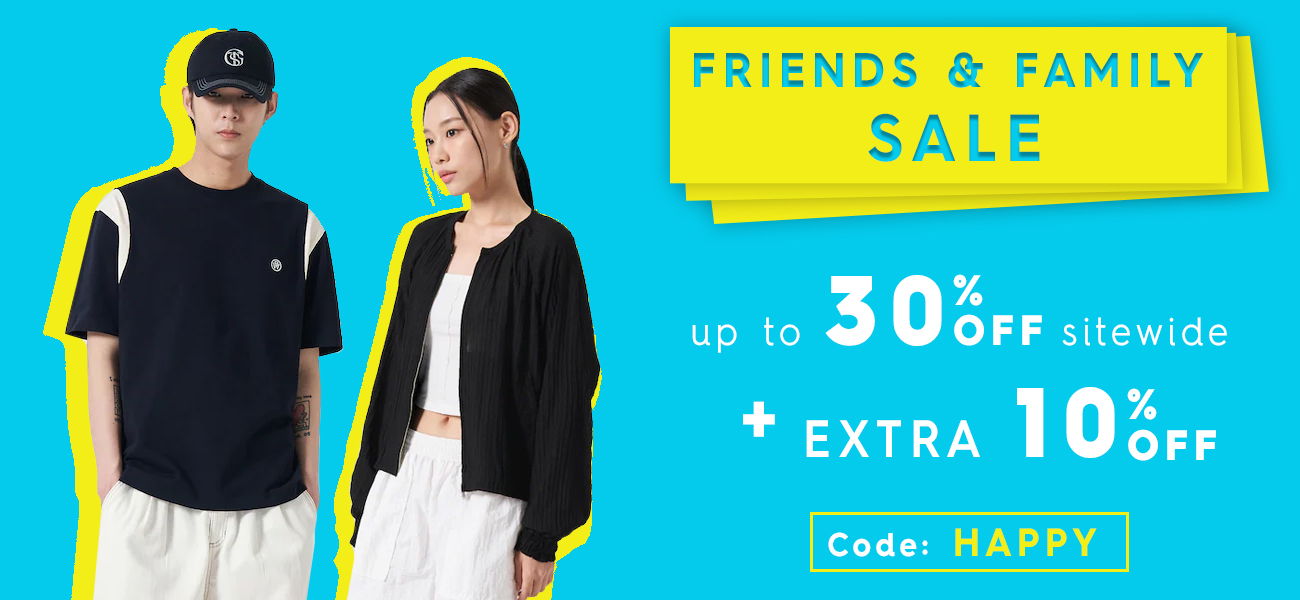 FRIENDS & FAMILY
SALE
up to 30% OFF sitewide
+ EXTRA 10% OFF
Code: HAPPY